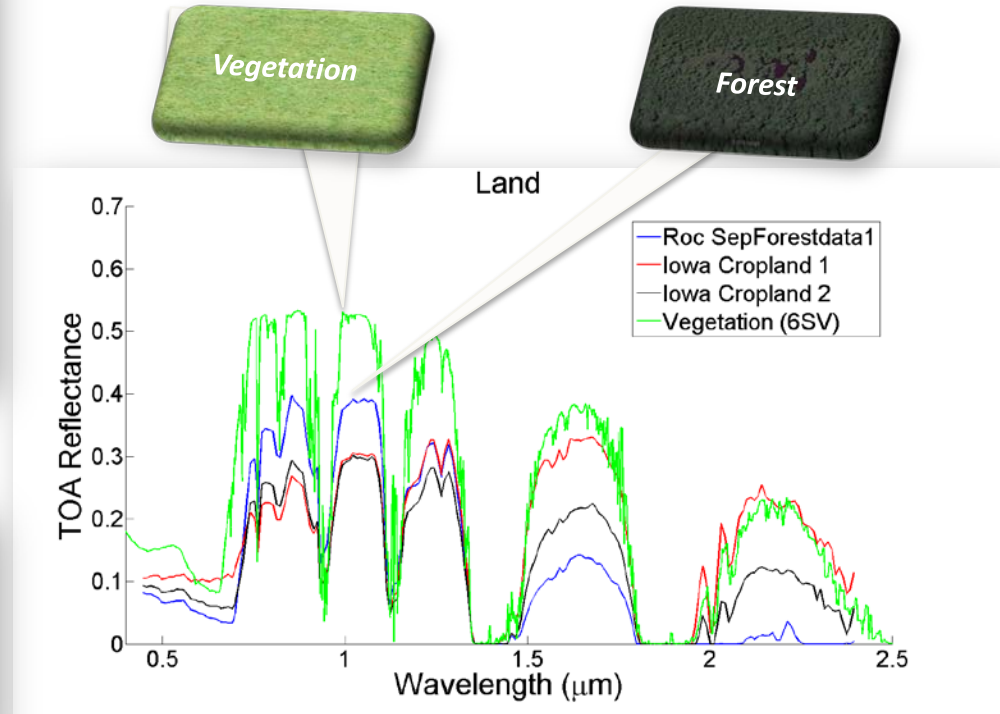 Vegetation
Forest
Land
Roc SepForestdata1
Iowa Cropland 1
Iowa Cropland 2
Vegetation (6SV)
TOA Reflectance
0.7
0.6
0.5
0.4
0.3
0.2
0.1
0
0.5
1
1.5
2
2.5
Wavelength (μm)